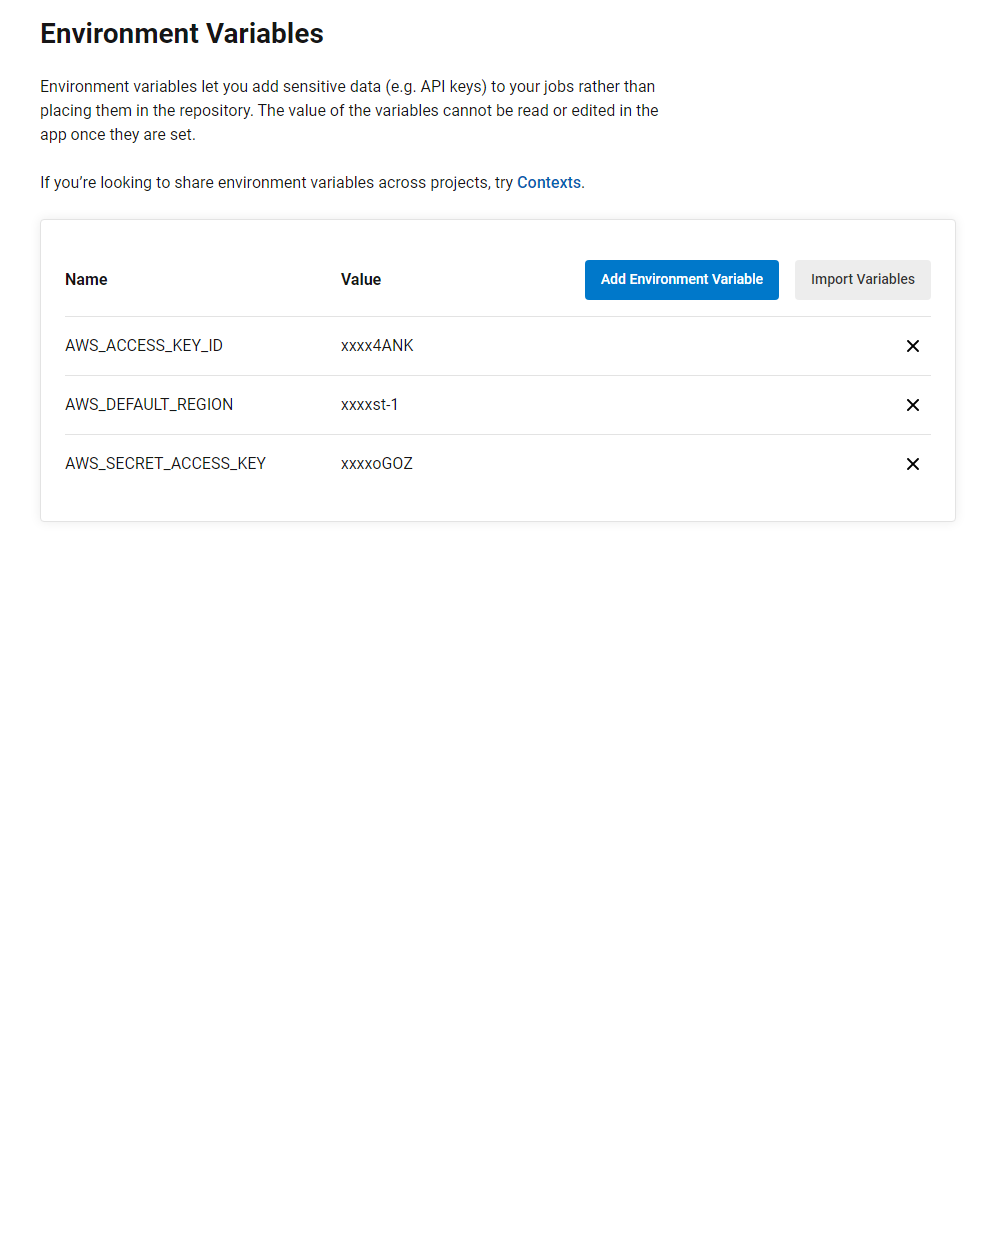 Environment Variables
Environment variables let you add sensitive data (e.g. API keys) to your jobs rather than
placing them in the repository. The value of the variables cannot be read or edited in the
app once they are set.
If you’re looking to share environment variables across projects, try Contexts.
Name Value Add Environment Variable Import Variables
AWS_ACCESS_KEY_ID xxxx4ANK
AWS_DEFAULT_REGION xxxxst-1
AWS_SECRET_ACCESS_KEY xxxxoGOZ